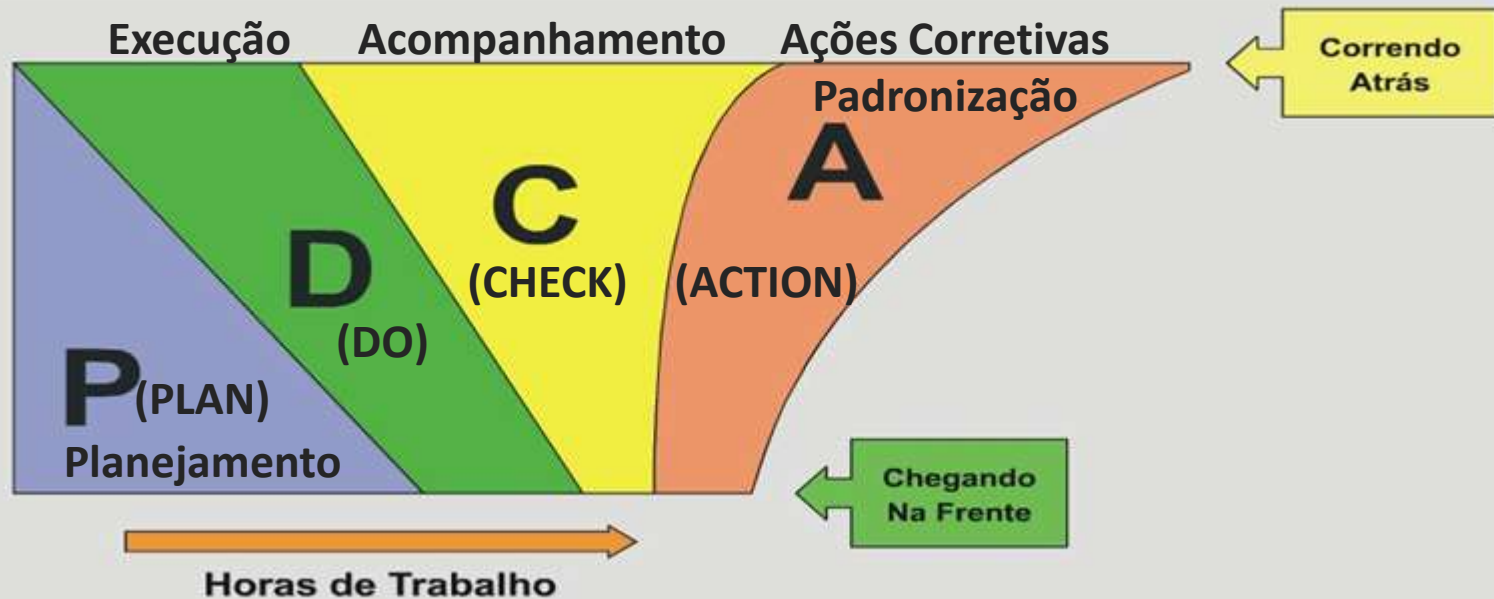 Execução
Acompanhamento
Ações Corretivas
Padronização
Correndo
Atrás
A
C
(CHECK)
(ACTION)
D
(DO)
P (PLAN)
Planejamento
Chegando
Na Frente
Horas de Trabalho